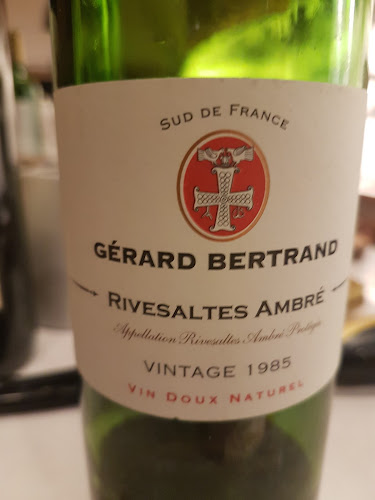 SUD DE FRANCE
GÉRARD BERTRAND
RIVESALTES AMBRÉ
Appellation Rivesaltes Ambré Protégée
VINTAGE 1985
VIN DOUX NATUREL